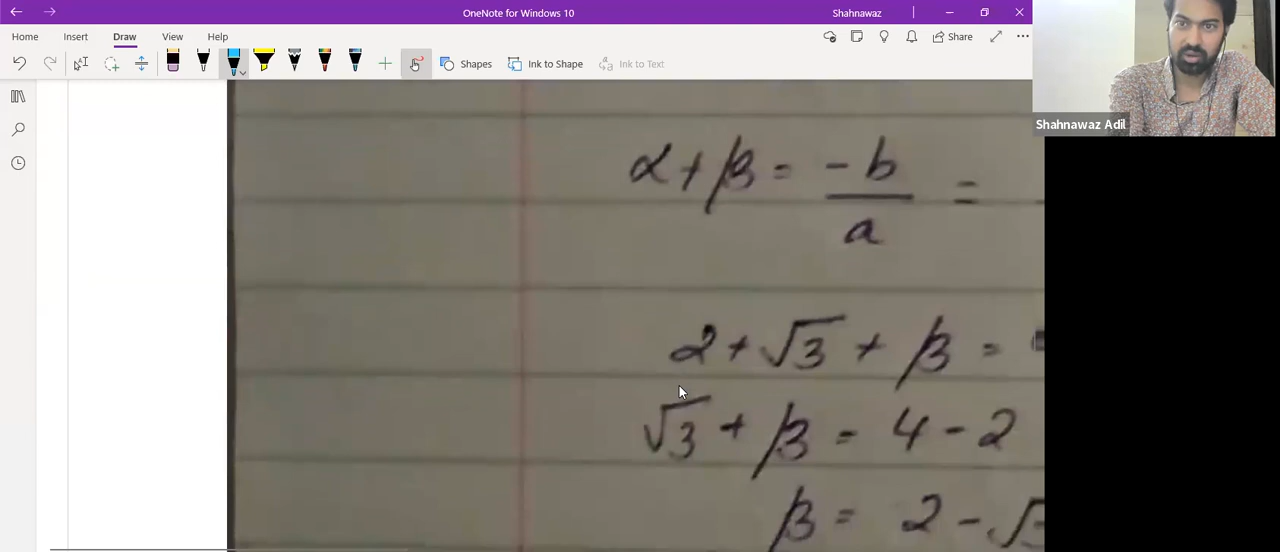 OneNote for Windows 10
Shahnawaz
Home Insert Draw View Help
Share
Shapes
Ink to Shape
Ink to Text
Shahnawaz Adil
α + β = -b/a =
2 + √3 + β =
√3 + β = 4 - 2
β = 2 - √